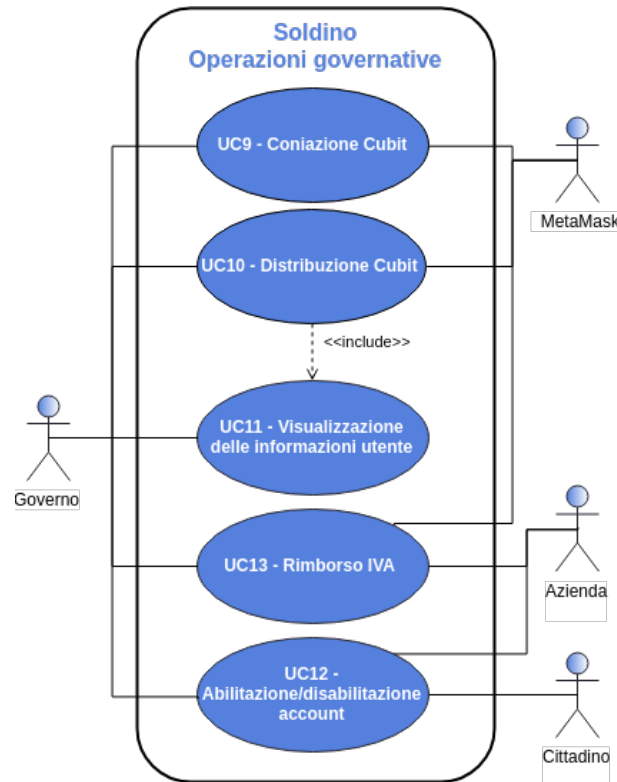 Soldino
Operazioni governative
UC9 - Coniazione Cubit
MetaMask
UC10 - Distribuzione Cubit
<<include>>
UC11 - Visualizzazione
delle informazioni utente
Governo
UC13 - Rimborso IVA
Azienda
UC12 -
Abilitazione/disabilitazione
account
Cittadino